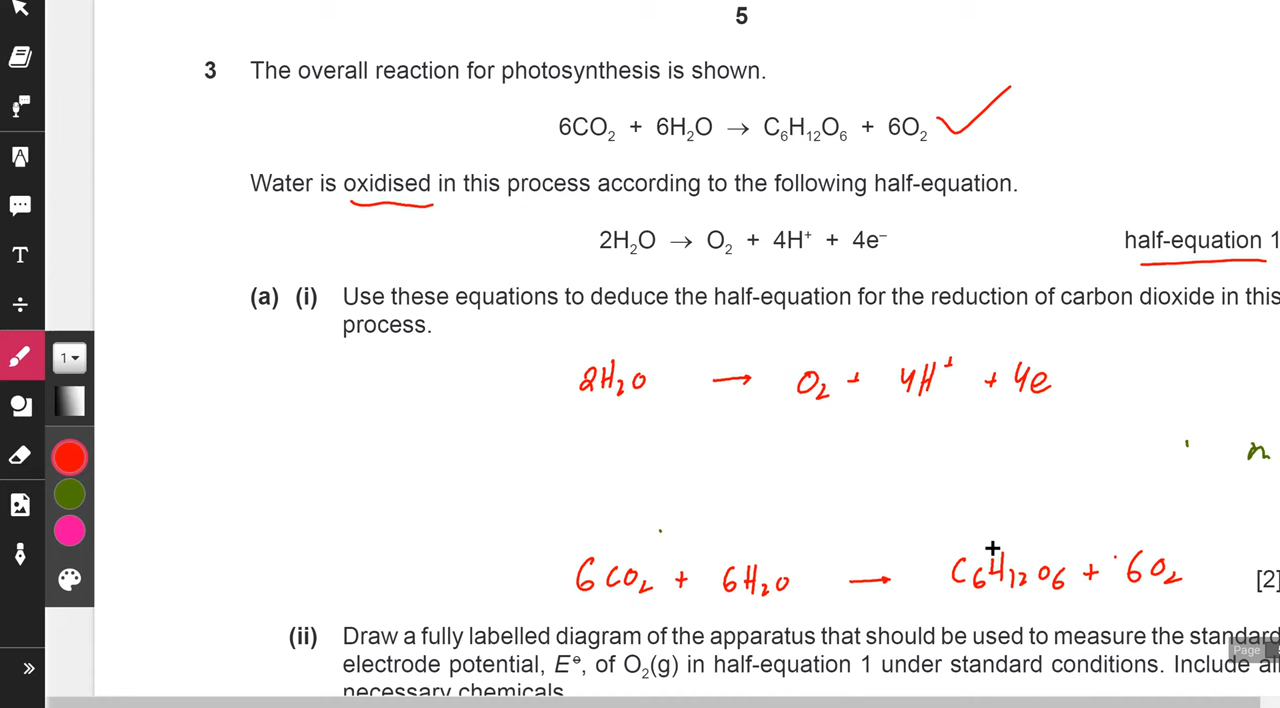 5
3 The overall reaction for photosynthesis is shown.
6CO₂ + 6H₂O → C₆H₁₂O₆ + 6O₂
Water is oxidised in this process according to the following half-equation.
2H₂O → O₂ + 4H⁺ + 4e⁻ half-equation 1
(a) (i) Use these equations to deduce the half-equation for the reduction of carbon dioxide in this
process.
2H₂O → O₂ + 4H⁺ + 4e
n
6CO₂ + 6H₂O → C₆H₁₂O₆ + 6O₂
[2]
(ii) Draw a fully labelled diagram of the apparatus that should be used to measure the standard
electrode potential, E⦵, of O₂(g) in half-equation 1 under standard conditions. Include all
necessary chemicals.
1
Page